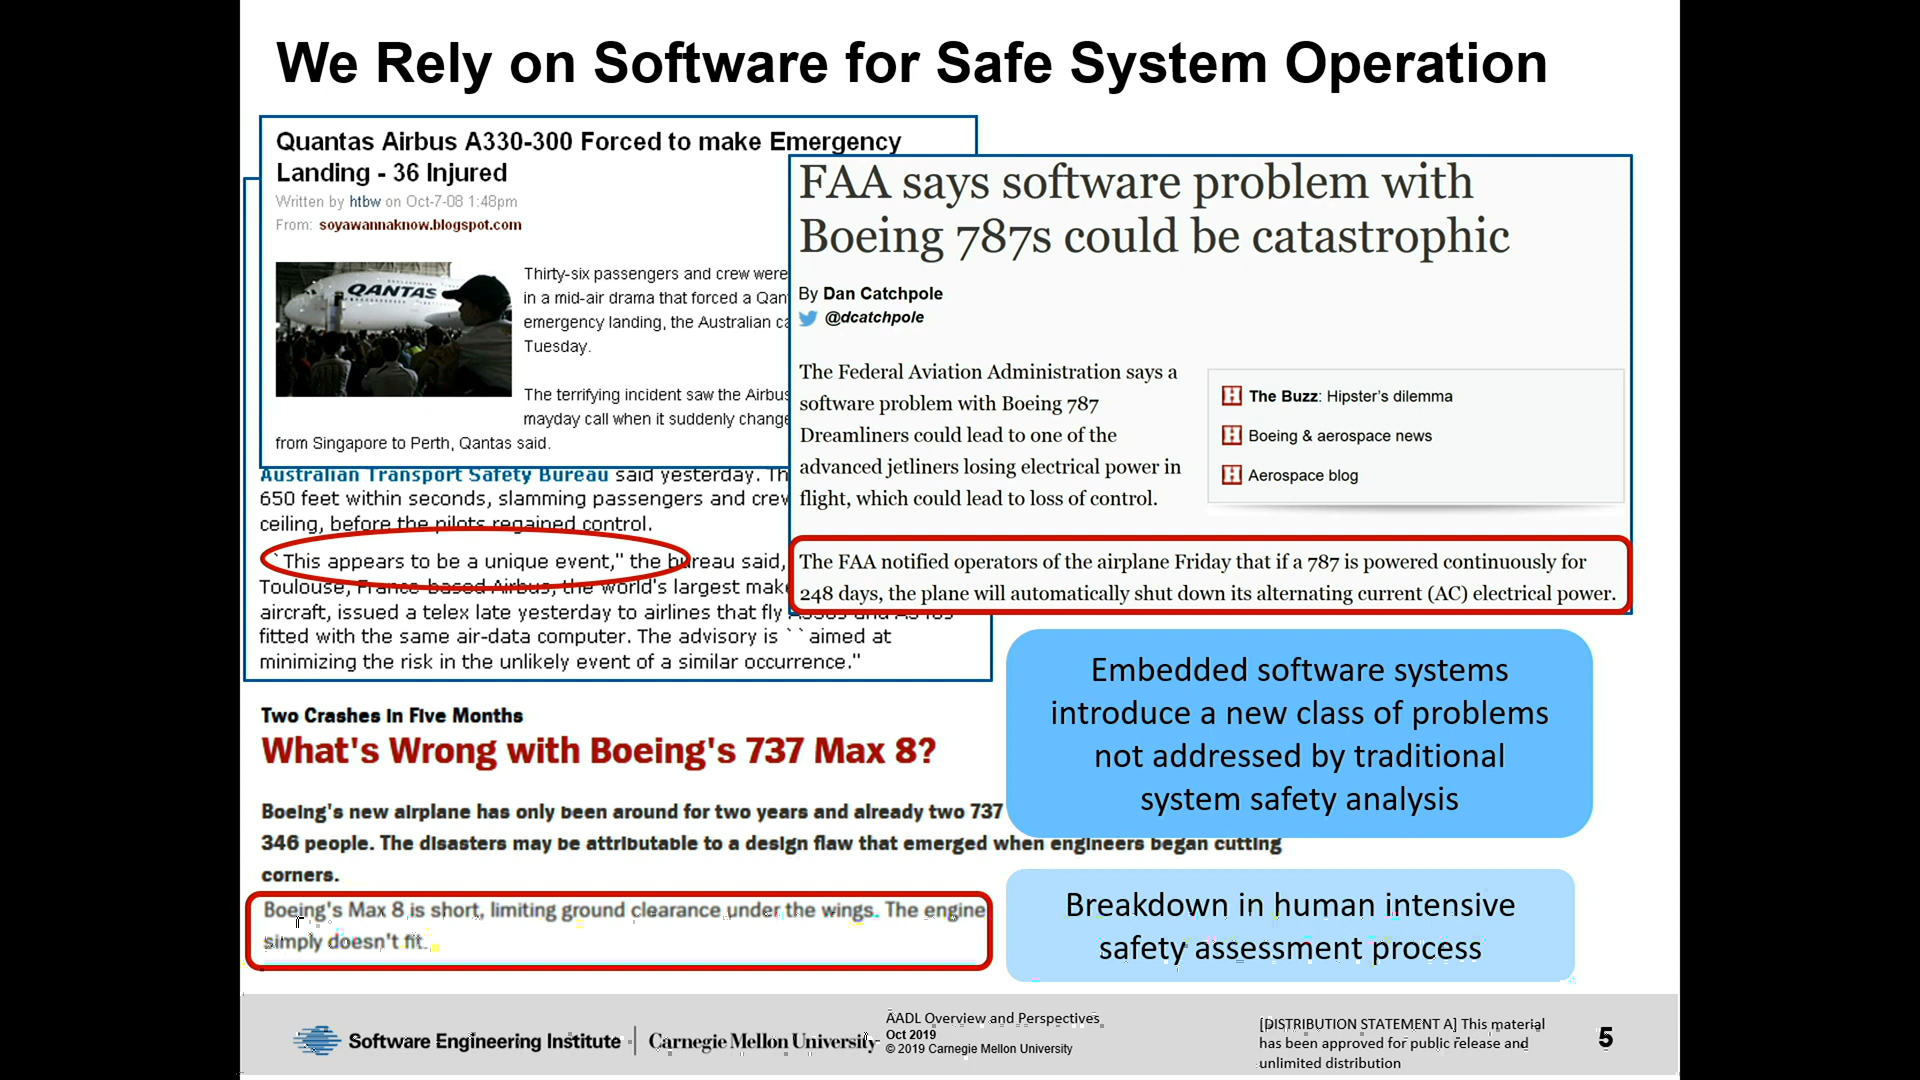 We Rely on Software for Safe System Operation
Quantas Airbus A330-300 Forced to make Emergency
Landing - 36 Injured
Written by htbw on Oct-7-08 1:48pm
From: soyawannaknow.blogspot.com
QANTAS
Thirty-six passengers and crew were
in a mid-air drama that forced a Qan
emergency landing, the Australian ca
Tuesday.
The terrifying incident saw the Airbus
mayday call when it suddenly change
from Singapore to Perth, Qantas said.
Australian Transport Safety Bureau said yesterday. Th
650 feet within seconds, slamming passengers and crew
ceiling, before the pilots regained control.
``This appears to be a unique event,'' the bureau said,
Toulouse, France-based Airbus, the world's largest make
aircraft, issued a telex late yesterday to airlines that fly
fitted with the same air-data computer. The advisory is ``aimed at
minimizing the risk in the unlikely event of a similar occurrence.''
FAA says software problem with
Boeing 787s could be catastrophic
By Dan Catchpole
@dcatchpole
The Federal Aviation Administration says a
software problem with Boeing 787
Dreamliners could lead to one of the
advanced jetliners losing electrical power in
flight, which could lead to loss of control.
The Buzz: Hipster's dilemma
Boeing & aerospace news
Aerospace blog
The FAA notified operators of the airplane Friday that if a 787 is powered continuously for
248 days, the plane will automatically shut down its alternating current (AC) electrical power.
Embedded software systems
introduce a new class of problems
not addressed by traditional
system safety analysis
Two Crashes in Five Months
What's Wrong with Boeing's 737 Max 8?
Boeing's new airplane has only been around for two years and already two 737
346 people. The disasters may be attributable to a design flaw that emerged when engineers began cutting
corners.
Boeing's Max 8 is short, limiting ground clearance under the wings. The engine
simply doesn't fit.
Breakdown in human intensive
safety assessment process
Software Engineering Institute | Carnegie Mellon University
AADL Overview and Perspectives
Oct 2019
© 2019 Carnegie Mellon University
[DISTRIBUTION STATEMENT A] This material
has been approved for public release and
unlimited distribution
5